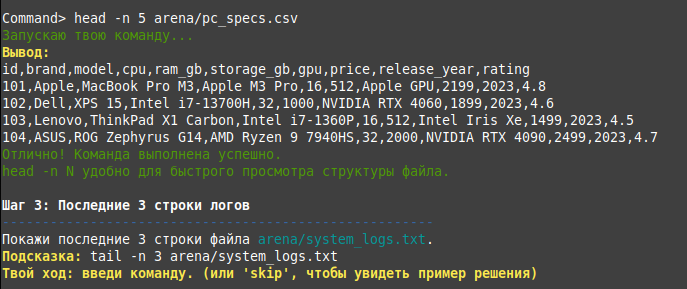 Command> head -n 5 arena/pc_specs.csv
Запускаю твою команду...
Вывод:
id,brand,model,cpu,ram_gb,storage_gb,gpu,price,release_year,rating
101,Apple,MacBook Pro M3,Apple M3 Pro,16,512,Apple GPU,2199,2023,4.8
102,Dell,XPS 15,Intel i7-13700H,32,1000,NVIDIA RTX 4060,1899,2023,4.6
103,Lenovo,ThinkPad X1 Carbon,Intel i7-1360P,16,512,Intel Iris Xe,1499,2023,4.5
104,ASUS,ROG Zephyrus G14,AMD Ryzen 9 7940HS,32,2000,NVIDIA RTX 4090,2499,2023,4.7
Отлично! Команда выполнена успешно.
head -n N удобно для быстрого просмотра структуры файла.
Шаг 3: Последние 3 строки логов
------------------------------------------------------
Покажи последние 3 строки файла arena/system_logs.txt.
Подсказка: tail -n 3 arena/system_logs.txt
Твой ход: введи команду. (или 'skip', чтобы увидеть пример решения)